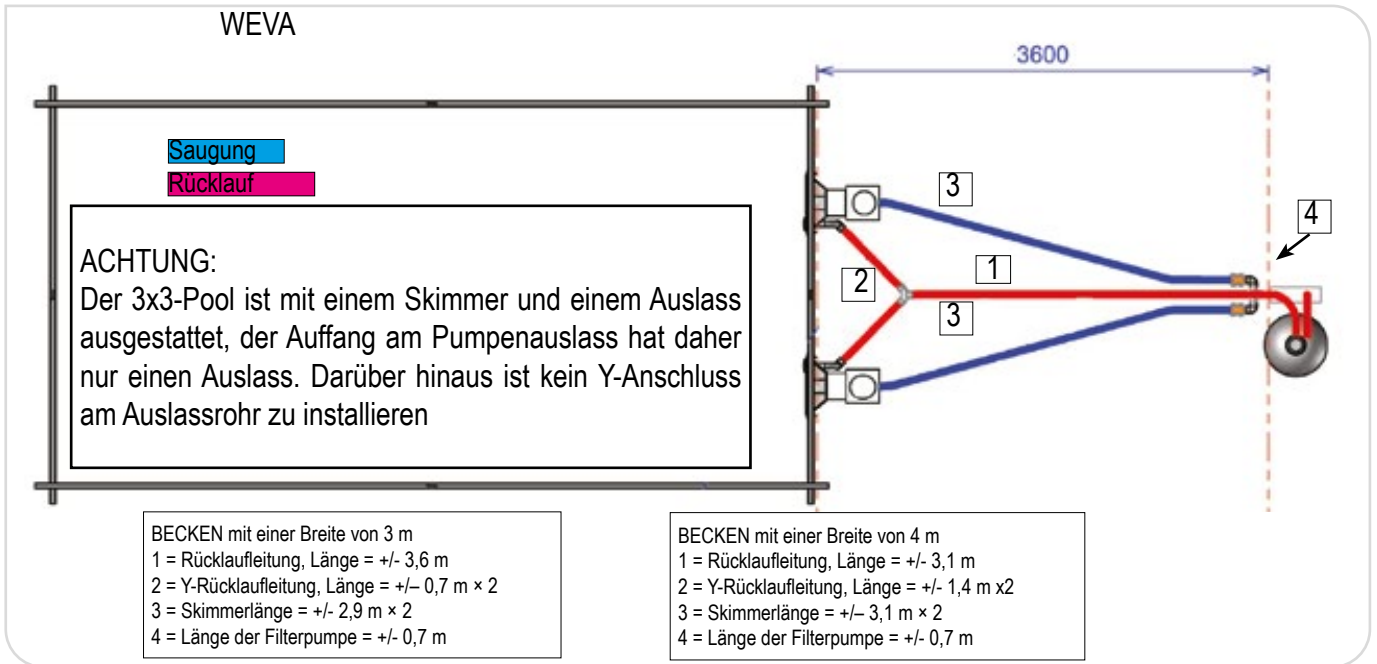 WEVA
3600
Saugung
Rücklauf
3
4
1
2
3
ACHTUNG:
Der 3x3-Pool ist mit einem Skimmer und einem Auslass
ausgestattet, der Auffang am Pumpenauslass hat daher
nur einen Auslass. Darüber hinaus ist kein Y-Anschluss
am Auslassrohr zu installieren
BECKEN mit einer Breite von 3 m
1 = Rücklaufleitung, Länge = +/- 3,6 m
2 = Y-Rücklaufleitung, Länge = +/– 0,7 m × 2
3 = Skimmerlänge = +/- 2,9 m × 2
4 = Länge der Filterpumpe = +/- 0,7 m
BECKEN mit einer Breite von 4 m
1 = Rücklaufleitung, Länge = +/- 3,1 m
2 = Y-Rücklaufleitung, Länge = +/- 1,4 m x2
3 = Skimmerlänge = +/– 3,1 m × 2
4 = Länge der Filterpumpe = +/- 0,7 m